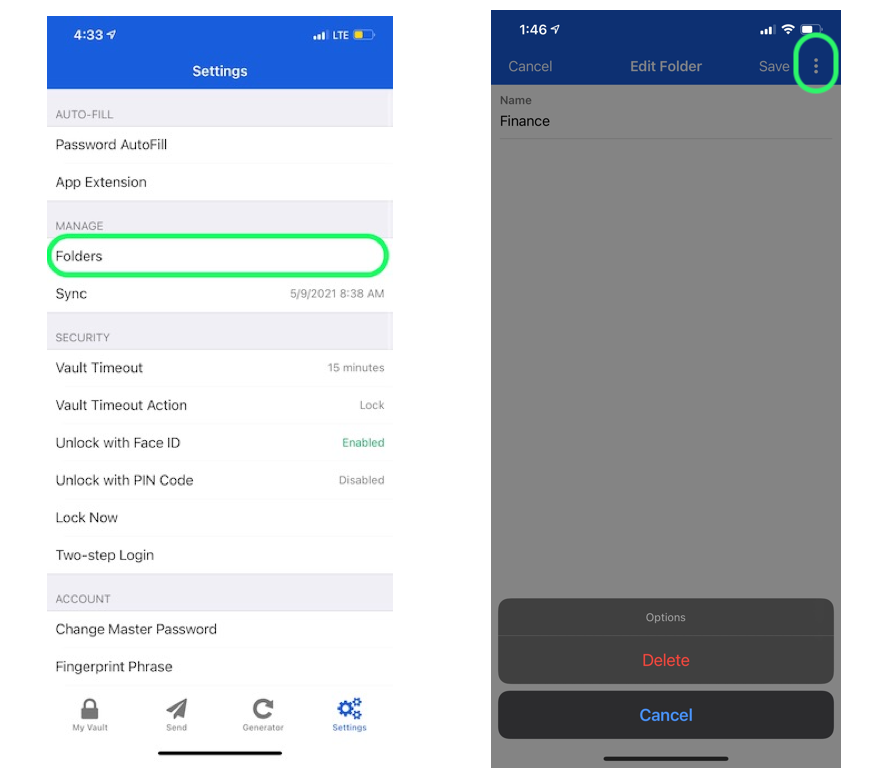 4:33 LTE
Settings
AUTO-FILL
Password AutoFill
App Extension
MANAGE
Folders
Sync 5/9/2021 8:38 AM
SECURITY
Vault Timeout 15 minutes
Vault Timeout Action Lock
Unlock with Face ID Enabled
Unlock with PIN Code Disabled
Lock Now
Two-step Login
ACCOUNT
Change Master Password
Fingerprint Phrase
My Vault Send Generator Settings
1:46
Cancel Edit Folder Save
Name
Finance
Options
Delete
Cancel